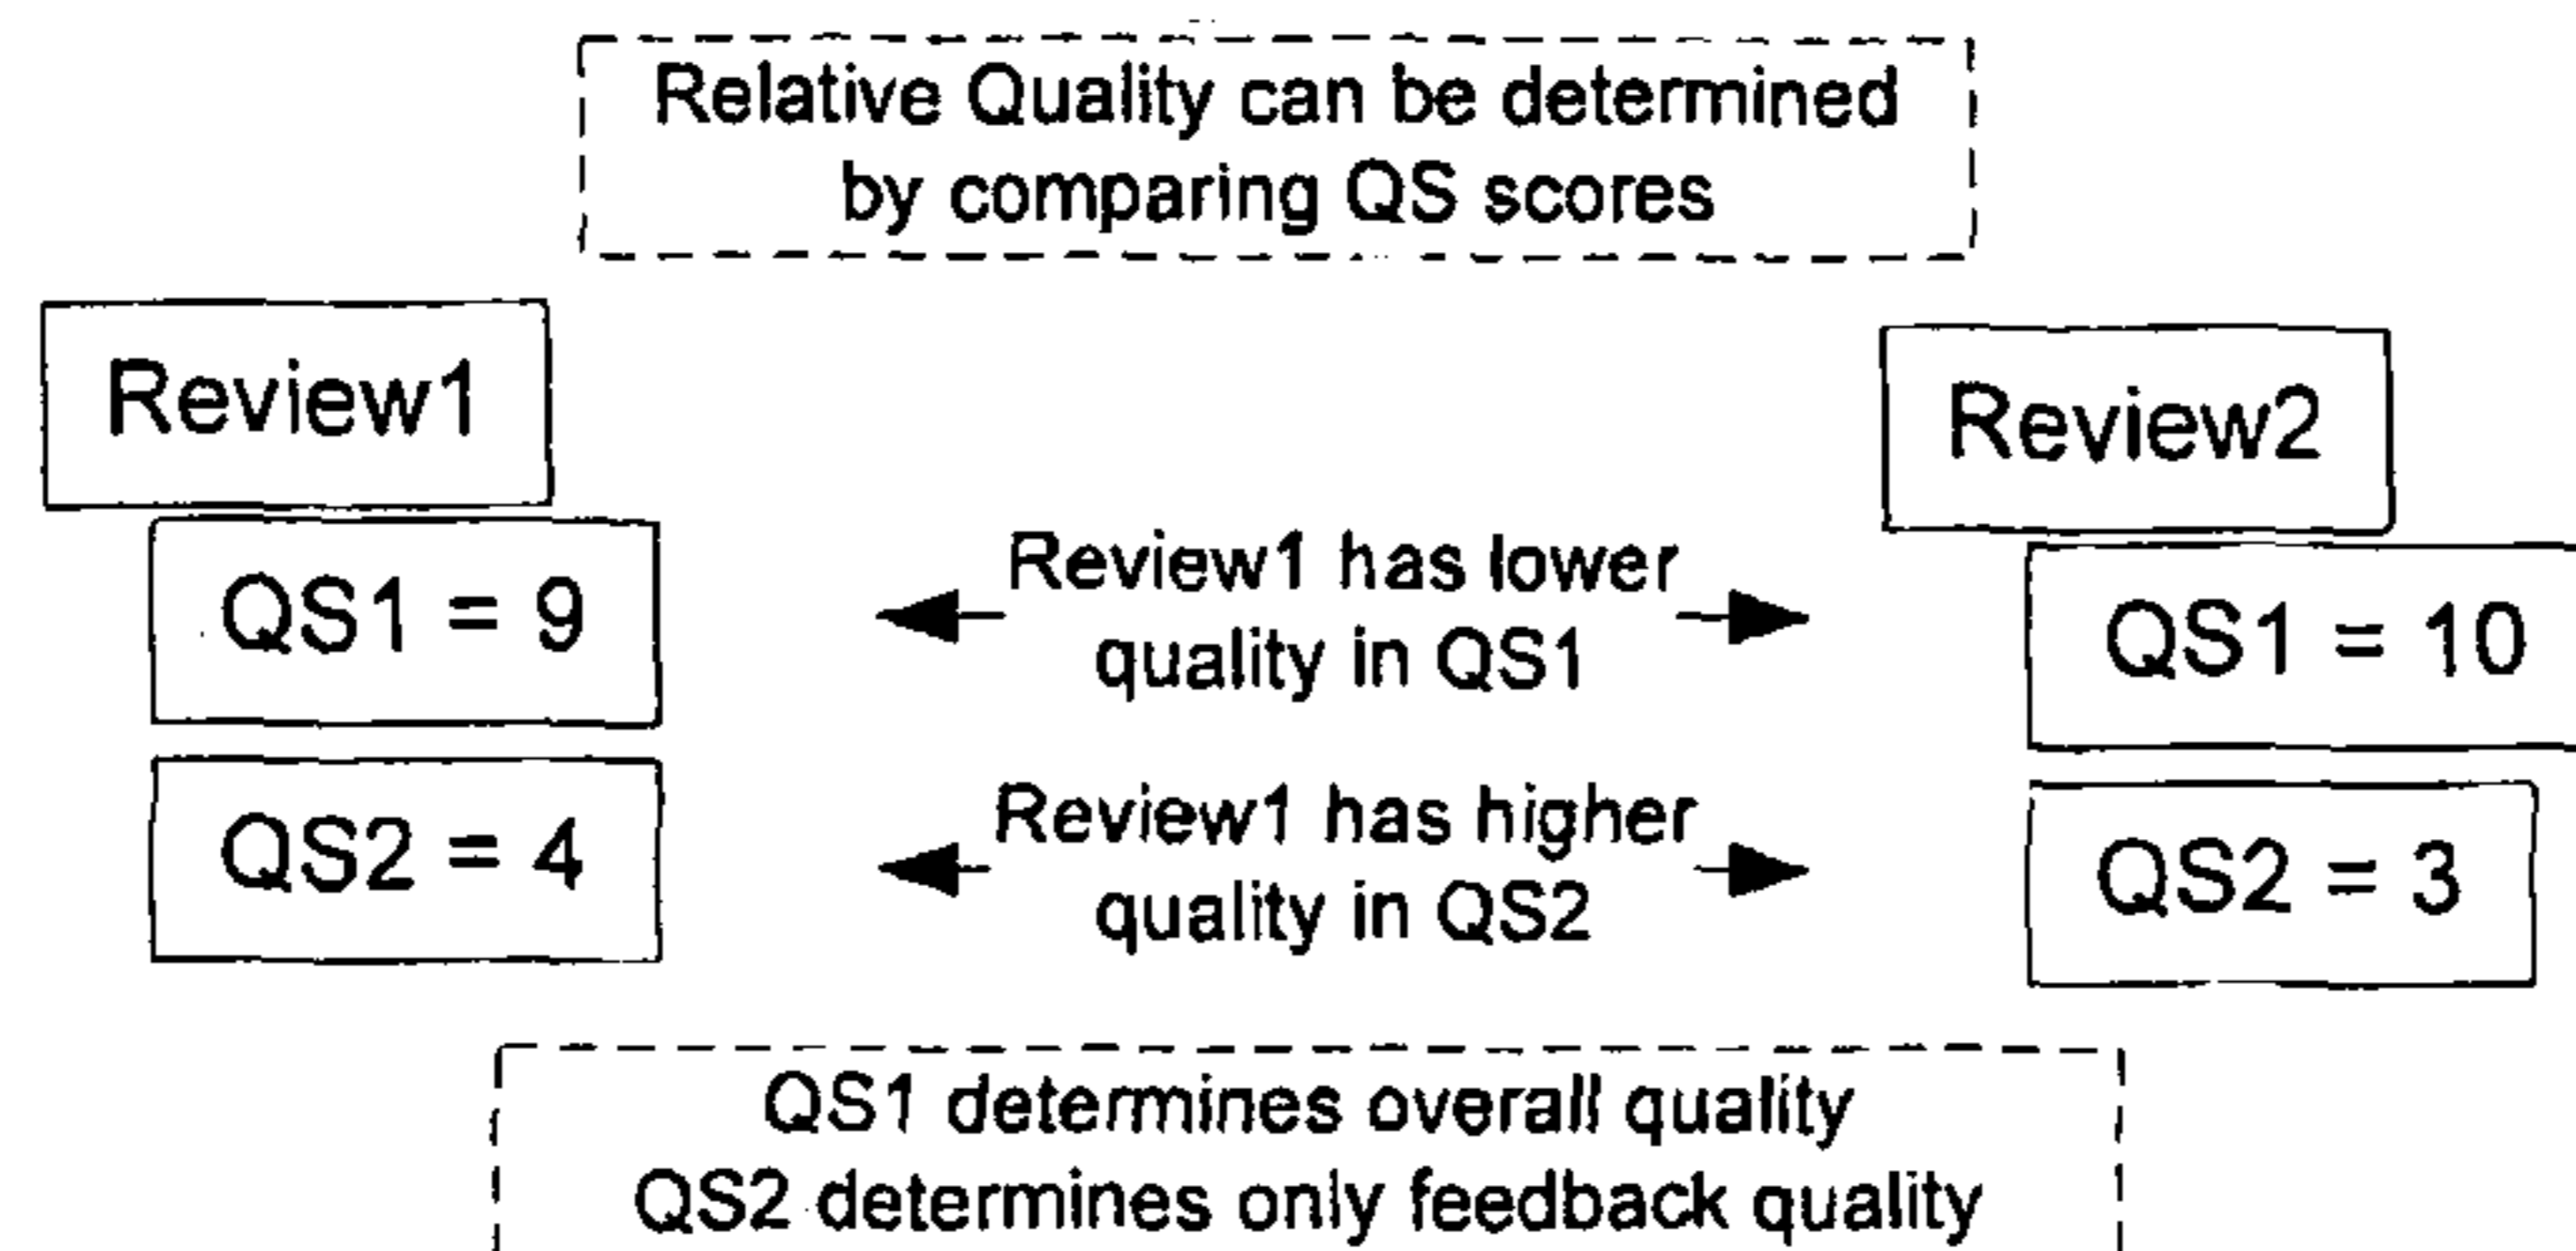 Relative Quality can be determined
by comparing QS scores
Review1
Review2
QS1 = 9
Review1 has lower
quality in QS1
QS1 = 10
QS2 = 4
Review1 has higher
quality in QS2
QS2 = 3
QS1 determines overall quality
QS2 determines only feedback quality